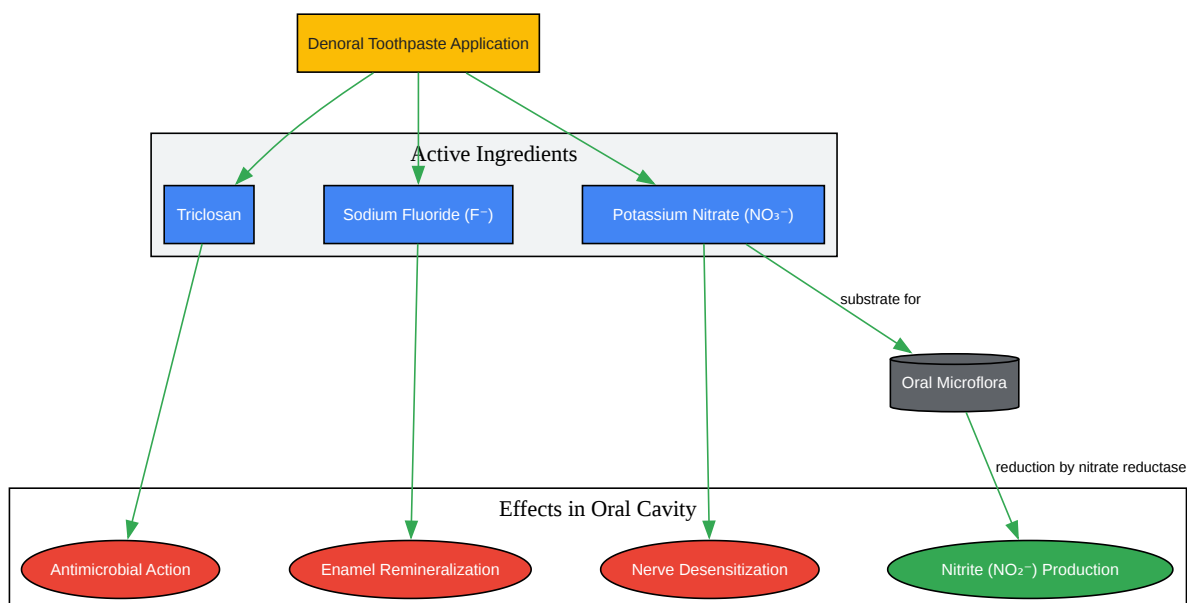 Denoral Toothpaste Application
Active Ingredients
Triclosan
Sodium Fluoride (F⁻)
Potassium Nitrate (NO₃⁻)
substrate for
Oral Microflora
reduction by nitrate reductase
Effects in Oral Cavity
Antimicrobial Action
Enamel Remineralization
Nerve Desensitization
Nitrite (NO₂⁻) Production